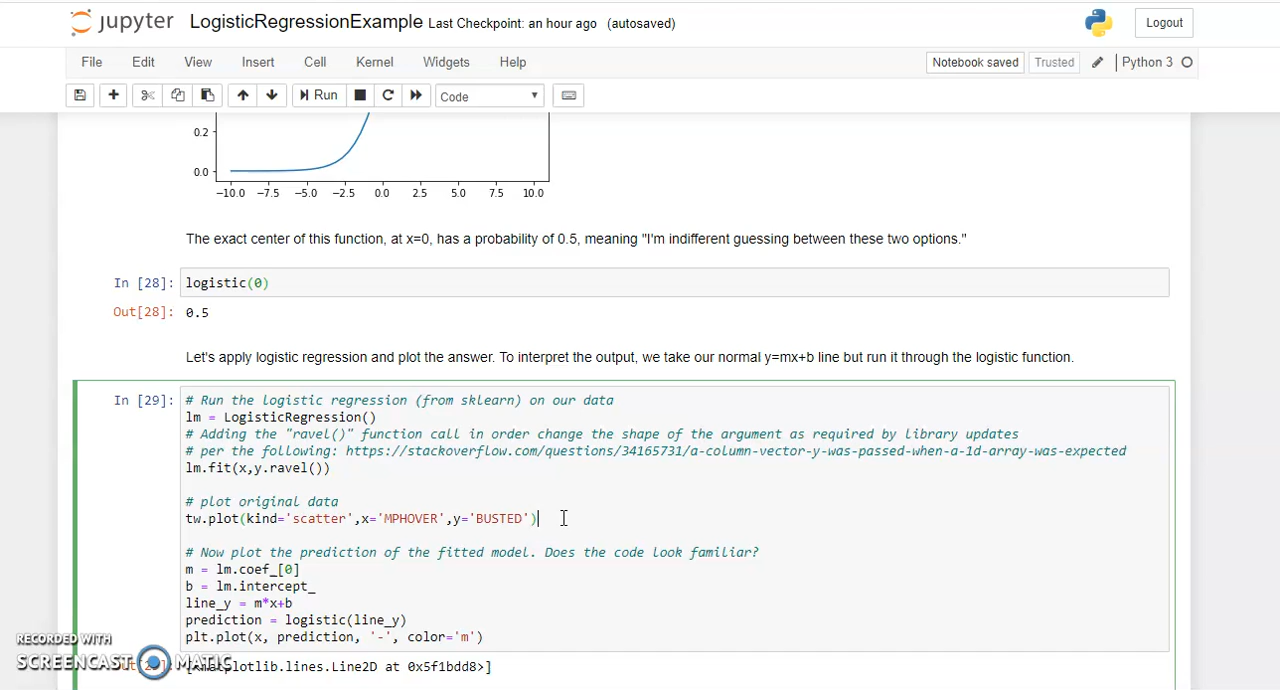 jupyter LogisticRegressionExample Last Checkpoint: an hour ago (autosaved)
Logout
File Edit View Insert Cell Kernel Widgets Help
Notebook saved Trusted Python 3
Run Code
0.2
0.0
−10.0 −7.5 −5.0 −2.5 0.0 2.5 5.0 7.5 10.0
The exact center of this function, at x=0, has a probability of 0.5, meaning "I'm indifferent guessing between these two options."
In [28]: logistic(0)
Out[28]: 0.5
Let's apply logistic regression and plot the answer. To interpret the output, we take our normal y=mx+b line but run it through the logistic function.
In [29]: # Run the logistic regression (from sklearn) on our data
lm = LogisticRegression()
# Adding the "ravel()" function call in order change the shape of the argument as required by library updates
# per the following: https://stackoverflow.com/questions/34165731/a-column-vector-y-was-passed-when-a-1d-array-was-expected
lm.fit(x,y.ravel())
# plot original data
tw.plot(kind='scatter',x='MPHOVER',y='BUSTED')
# Now plot the prediction of the fitted model. Does the code look familiar?
m = lm.coef_[0]
b = lm.intercept_
line_y = m*x+b
prediction = logistic(line_y)
plt.plot(x, prediction, '-', color='m')
RECORDED WITH
SCREENCAST MATIC
.lines.Line2D at 0x5f1bdd8>]